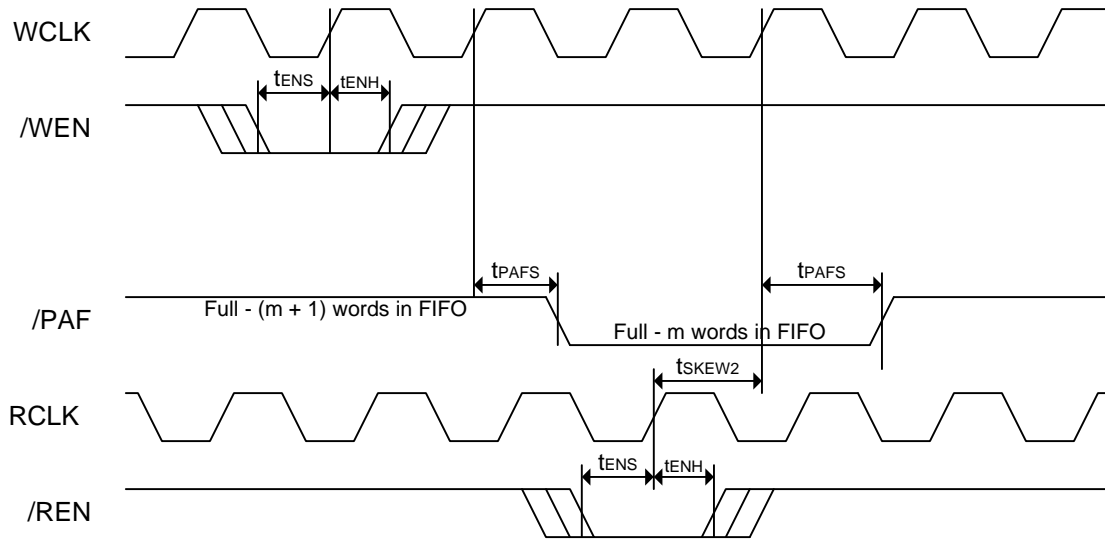 WCLK
tENS tENH
/WEN
tPAFS tPAFS
/PAF
Full - (m + 1) words in FIFO
Full - m words in FIFO
tSKEW2
RCLK
tENS tENH
/REN